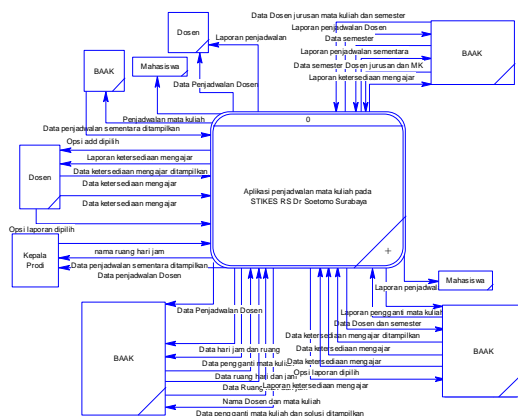 Data Dosen jurusan mata kuliah dan semester
Laporan penjadwalan Dosen
Data semester
Laporan penjadwalan sementara
Data semester Dosen jurusan dan MK
Laporan ketersediaan mengajar
BAAK
Dosen
Laporan penjadwalan
BAAK
Mahasiswa
Data Penjadwalan Dosen
Penjadwalan mata kuliah
0
Data penjadwalan sementara ditampilkan
Opsi add dipilih
Laporan ketersediaan mengajar
Dosen
Data ketersediaan mengajar ditampilkan
Data ketersediaan mengajar
Data ketersediaan mengajar
Aplikasi penjadwalan mata kuliah pada
STIKES RS Dr Soetomo Surabaya
Opsi laporan dipilih
Kepala
Prodi
nama ruang hari jam
Data penjadwalan sementara ditampilkan
Data penjadwalan Dosen
Mahasiswa
Laporan penjadwal
Data Penjadwalan Dosen
Laporan pengganti mata kuliah
Data Dosen dan semester
BAAK
Data hari jam dan ruang
Data ketersediaan mengajar ditampilkan
Data ketersediaan mengajar
BAAK
Data pengganti mata kuliah
Data ketersediaan mengajar
Data ruang hari dan jam
Opsi laporan dipilih
Data Ruang
Laporan ketersediaan mengajar
Nama Dosen dan mata kuliah
Data pengganti mata kuliah dan solusi ditampilkan